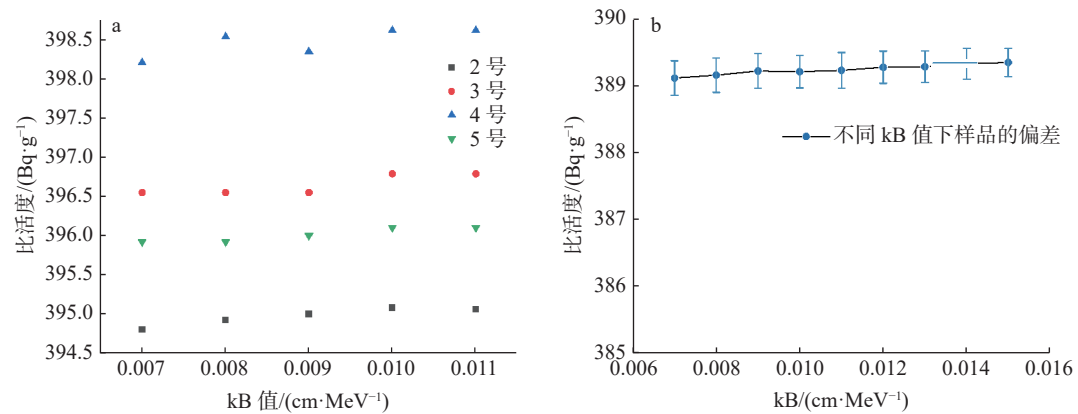 a
398.5
398.0
397.5
397.0
396.5
396.0
395.5
395.0
394.5
比活度/(Bq·g⁻¹)
2 号
3 号
4 号
5 号
0.007 0.008 0.009 0.010 0.011
kB 值/(cm·MeV⁻¹)
b
390
389
388
387
386
385
比活度/(Bq·g⁻¹)
不同 kB 值下样品的偏差
0.006 0.008 0.010 0.012 0.014 0.016
kB/(cm·MeV⁻¹)